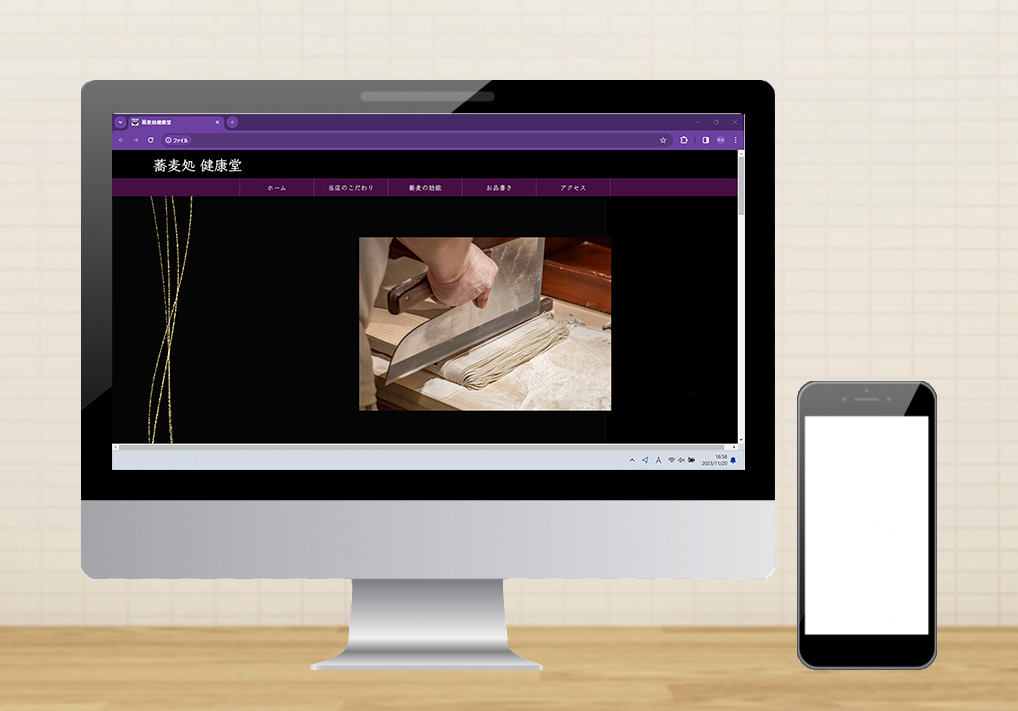 蕎麦処健康堂
ファイル
蕎麦処 健康堂
ホーム
当店のこだわり
蕎麦の効能
お品書き
アクセス
A
16:58
2023/11/20